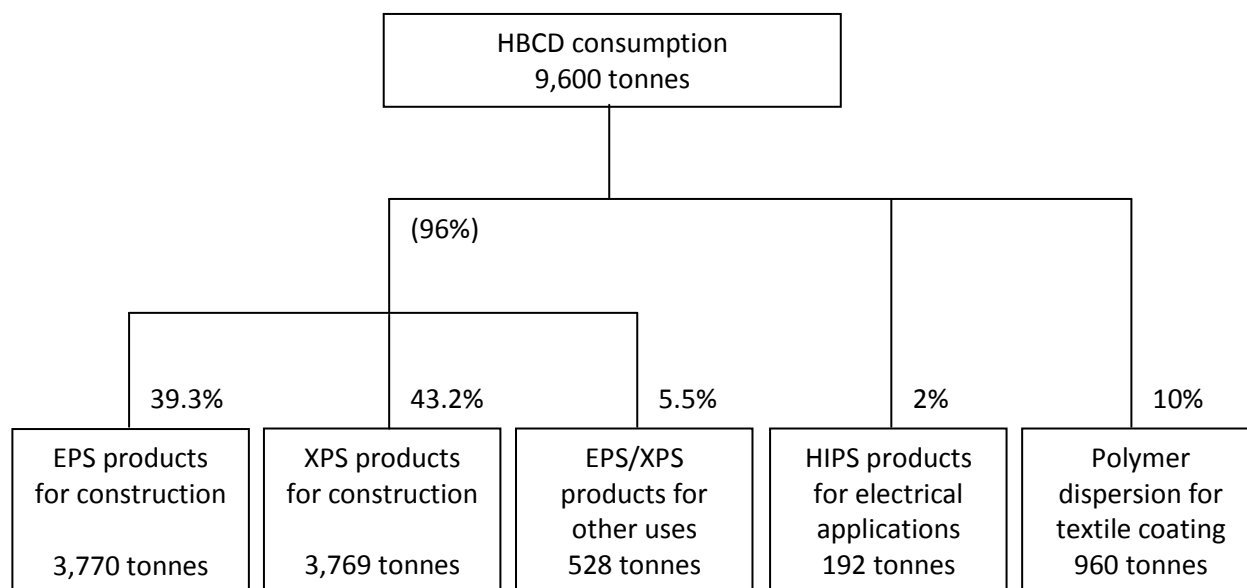 HBCD consumption
9,600 tonnes
(96%)
39.3%
43.2%
5.5%
2%
10%
EPS products
for construction
3,770 tonnes
XPS products
for construction
3,769 tonnes
EPS/XPS
products for
other uses
528 tonnes
HIPS products
for electrical
applications
192 tonnes
Polymer
dispersion for
textile coating
960 tonnes